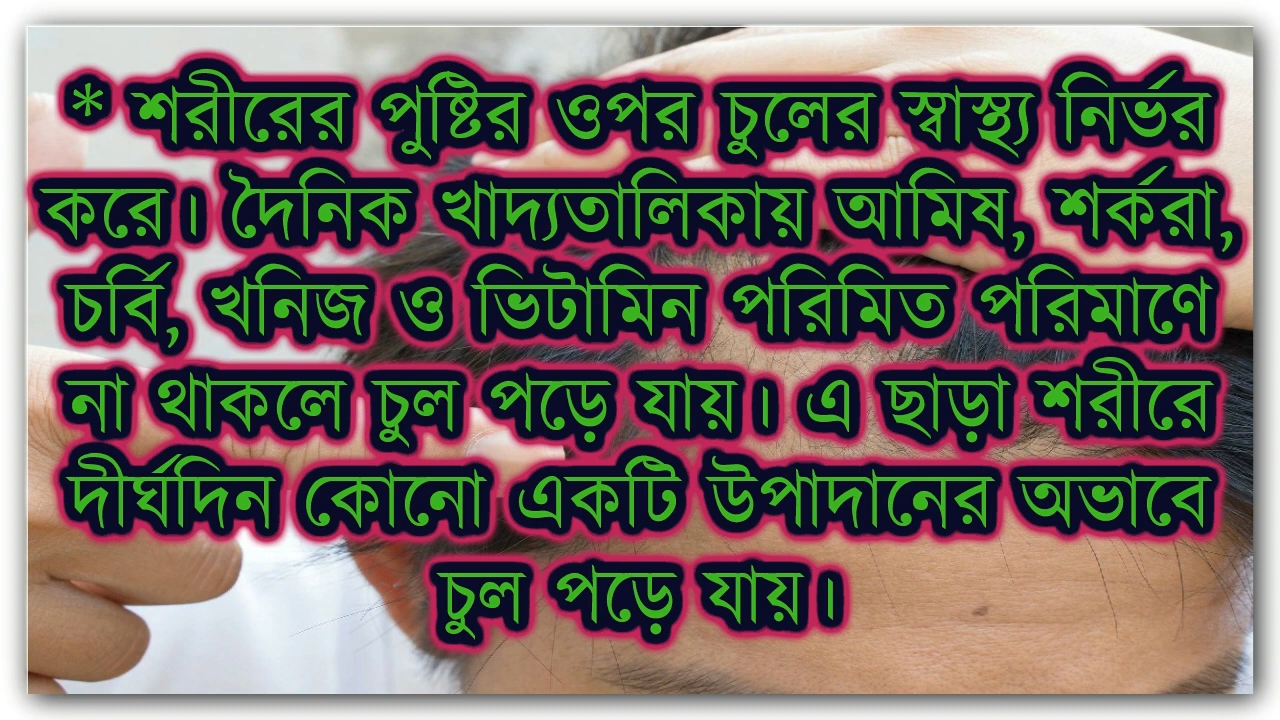 * শরীরের পুষ্টির ওপর চুলের স্বাস্থ্য নির্ভর
করে। দৈনিক খাদ্যতালিকায় আমিষ, শর্করা,
চর্বি, খনিজ ও ভিটামিন পরিমিত পরিমাণে
না থাকলে চুল পড়ে যায়। এ ছাড়া শরীরে
দীর্ঘদিন কোনো একটি উপাদানের অভাবে
চুল পড়ে যায়।